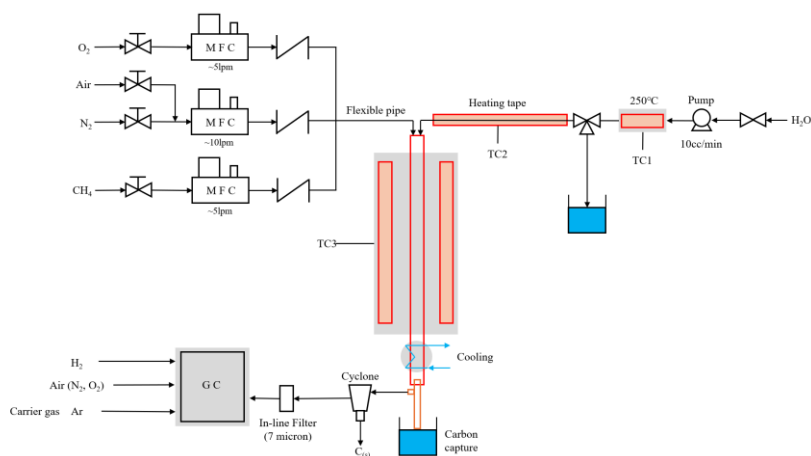 O₂
M F C
~5lpm
Air
N₂
M F C
~10lpm
Flexible pipe
Heating tape
250℃
Pump
H₂O
TC2
TC1
10cc/min
CH₄
M F C
~5lpm
TC3
Cooling
H₂
Air (N₂, O₂)
Carrier gas Ar
G C
Cyclone
In-line Filter
(7 micron)
C₍ₛ₎
Carbon
capture